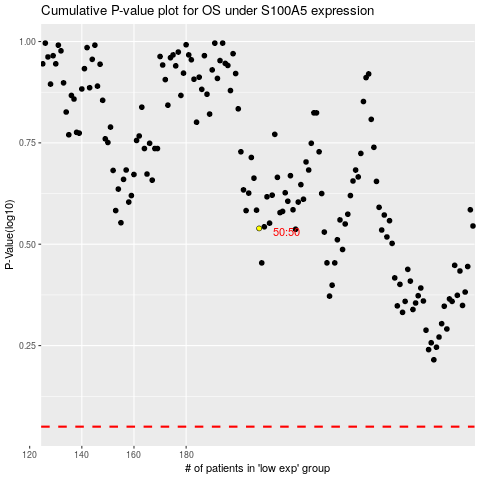 Cumulative P-value plot for OS under S100A5 expression
P-Value(log10)
1.00
0.75
0.50
0.25
50:50
120 140 160 180
# of patients in 'low exp' group